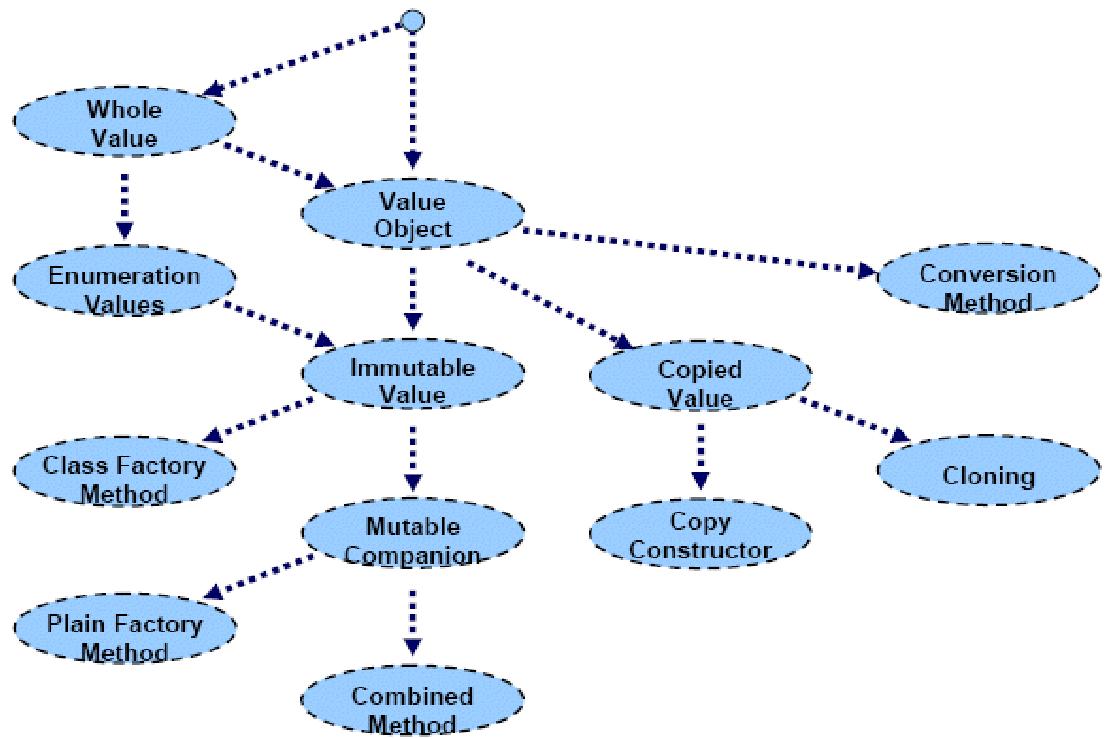 Whole
Value
Value
Object
Enumeration
Values
Conversion
Method
Immutable
Value
Copied
Value
Class Factory
Method
Cloning
Mutable
Companion
Copy
Constructor
Plain Factory
Method
Combined
Method